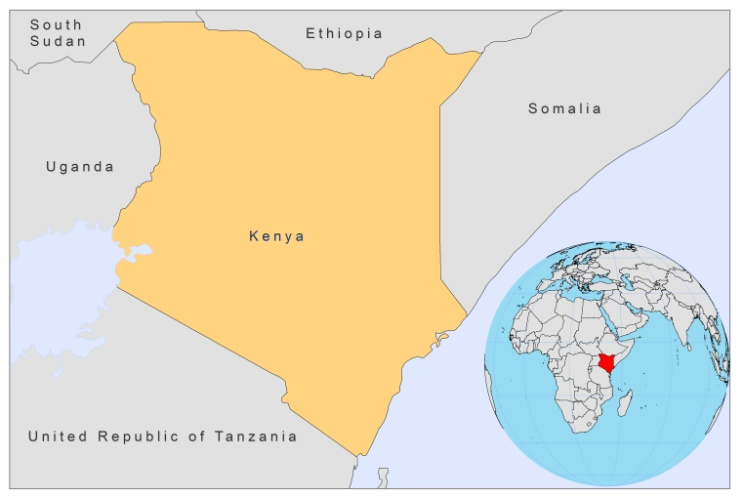 South
Sudan
Ethiopia
Somalia
Uganda
Kenya
United Republic of Tanzania